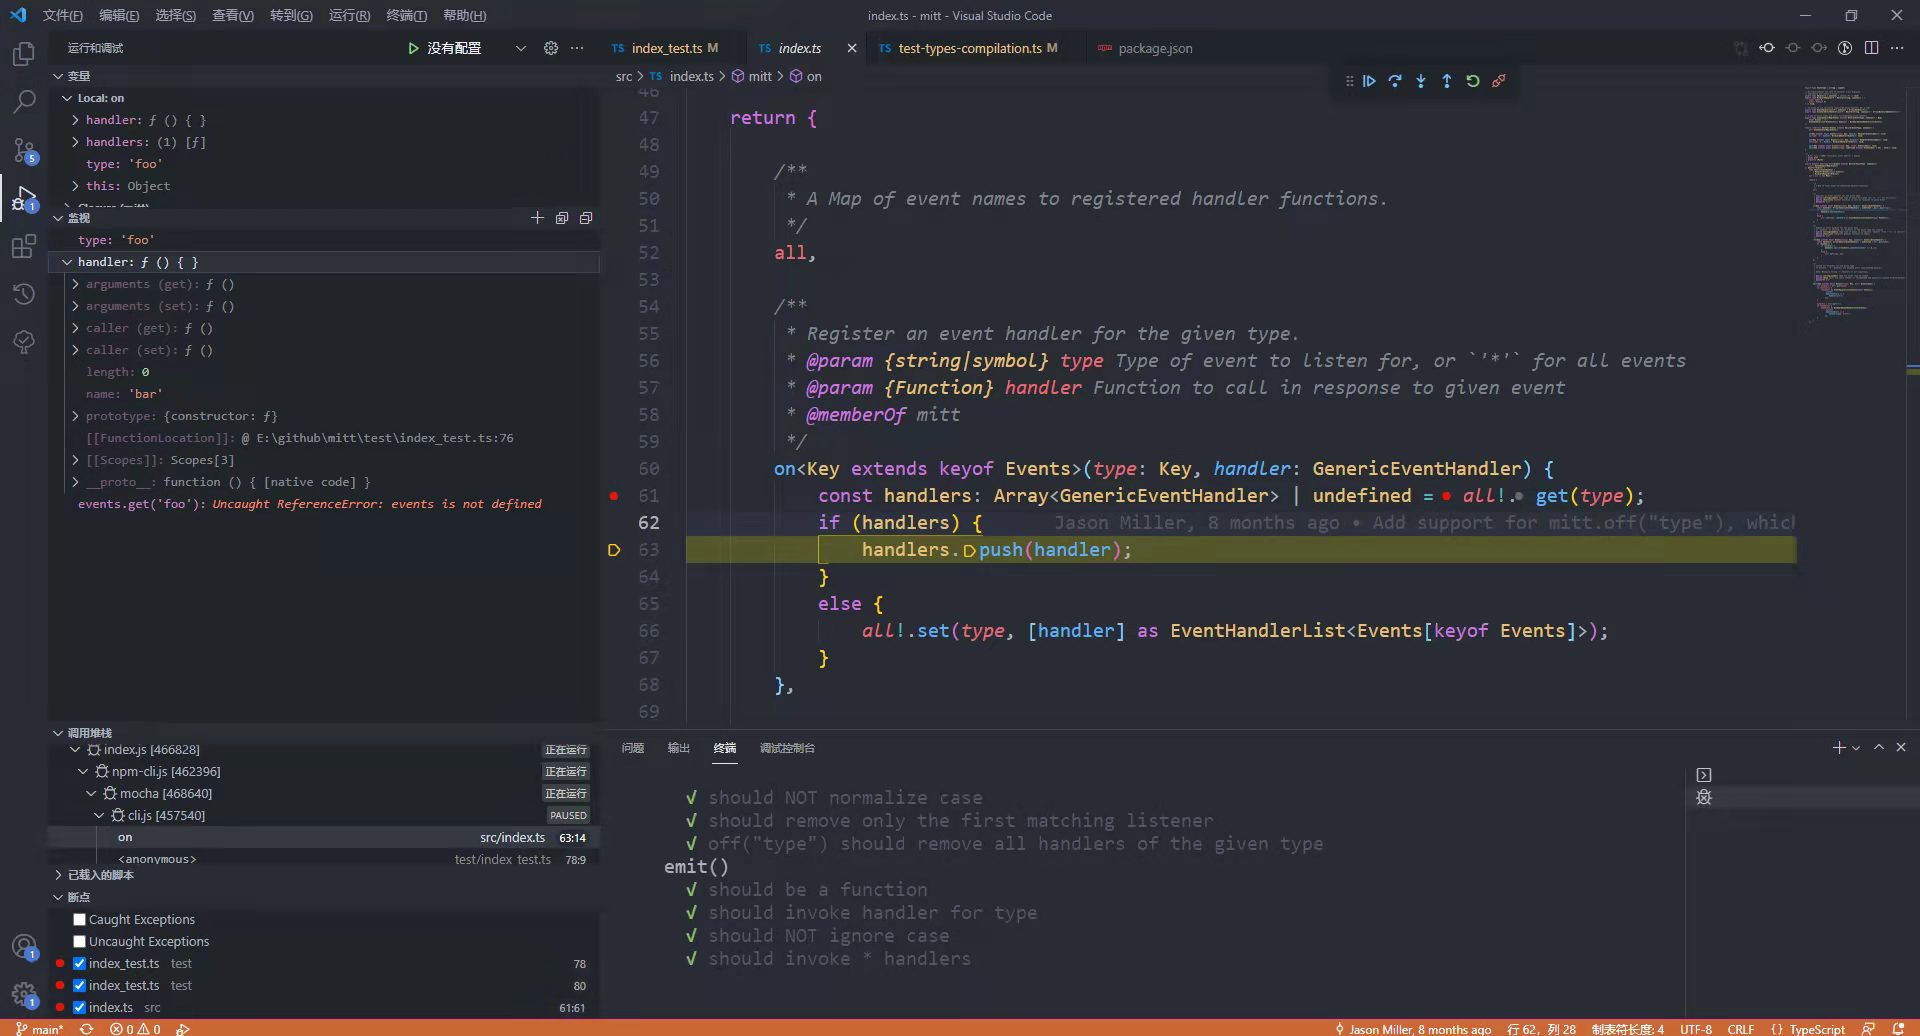 文件(F) 编辑(E) 选择(S) 查看(V) 转到(G) 运行(R) 终端(T) 帮助(H)
index.ts - mitt - Visual Studio Code
运行和调试
没有配置
变量
Local: on
handler: ƒ () { }
handlers: (1) [ƒ]
type: 'foo'
this: Object
监视
type: 'foo'
handler: ƒ () { }
arguments (get): ƒ ()
arguments (set): ƒ ()
caller (get): ƒ ()
caller (set): ƒ ()
length: 0
name: 'bar'
prototype: {constructor: ƒ}
[[FunctionLocation]]: @ E:\github\mitt\test\index_test.ts:76
[[Scopes]]: Scopes[3]
__proto__: function () { [native code] }
events.get('foo'): Uncaught ReferenceError: events is not defined
调用堆栈
index.js [466828] 正在运行
npm-cli.js [462396] 正在运行
mocha [468640] 正在运行
cli.js [457540] PAUSED
on src/index.ts 63:14
<anonymous> test/index_test.ts 78:9
已载入的脚本
断点
Caught Exceptions
Uncaught Exceptions
index_test.ts test 78
index_test.ts test 80
index.ts src 61:61
5
1
1
1
TS index_test.ts M
TS index.ts
TS test-types-compilation.ts M
package.json
src > TS index.ts > mitt > on
46
47 return {
48
49 /**
50 * A Map of event names to registered handler functions.
51 */
52 all,
53
54 /**
55 * Register an event handler for the given type.
56 * @param {string|symbol} type Type of event to listen for, or `'*'` for all events
57 * @param {Function} handler Function to call in response to given event
58 * @memberOf mitt
59 */
60 on<Key extends keyof Events>(type: Key, handler: GenericEventHandler) {
61 const handlers: Array<GenericEventHandler> | undefined = all!.get(type);
62 if (handlers) { Jason Miller, 8 months ago • Add support for mitt.off("type"), which
63 handlers.push(handler);
64 }
65 else {
66 all!.set(type, [handler] as EventHandlerList<Events[keyof Events]>);
67 }
68 },
69
问题 输出 终端 调试控制台
√ should NOT normalize case
√ should remove only the first matching listener
√ off("type") should remove all handlers of the given type
emit()
√ should be a function
√ should invoke handler for type
√ should NOT ignore case
√ should invoke * handlers
main* 0 0
Jason Miller, 8 months ago 行 62，列 28 制表符长度: 4 UTF-8 CRLF {} TypeScript